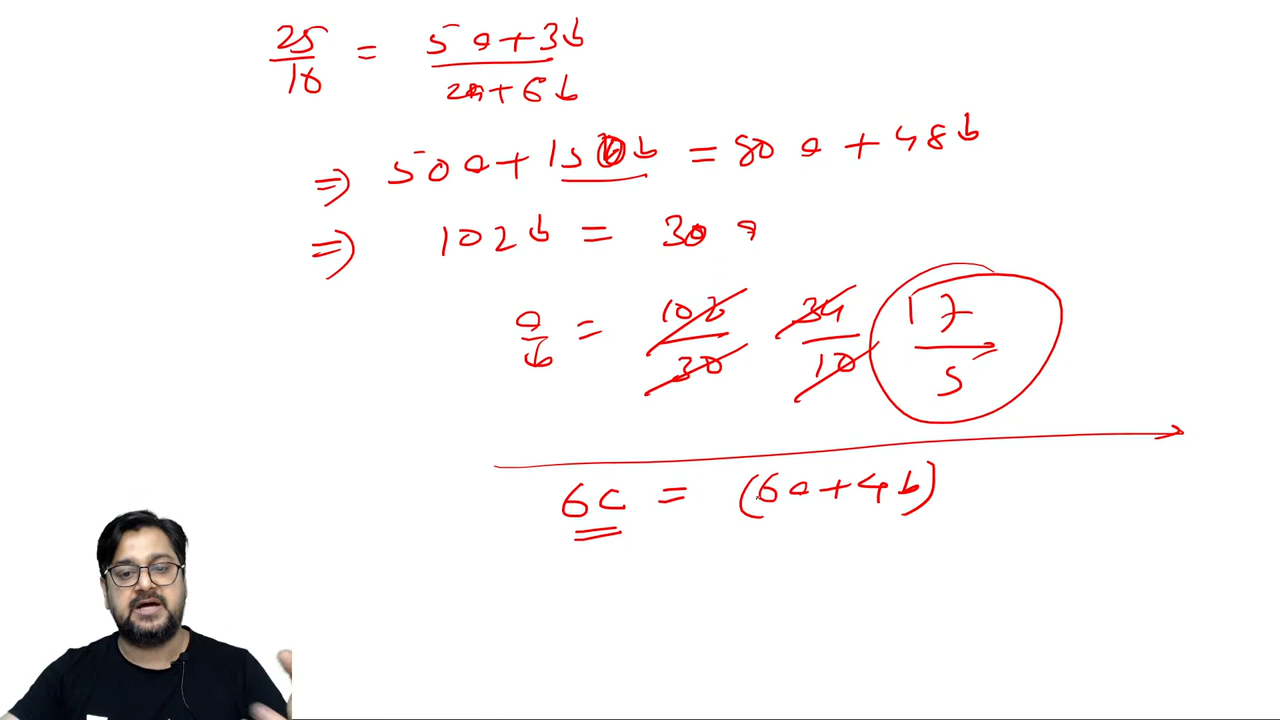 25/16 = 5a+3b/2a+6b
⇒ 50a+150b = 80a+48b
⇒ 102b = 30a
a/b = 102/30 34/10 17/5
6c = (6a+4b)